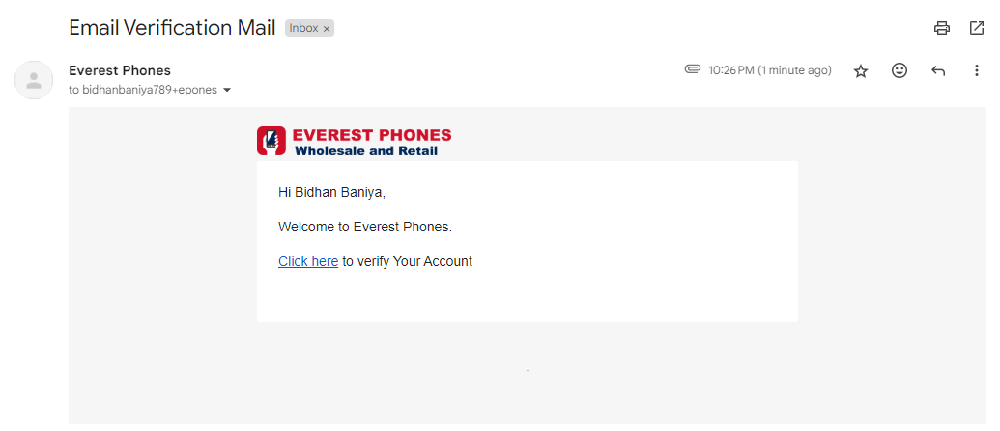 Email Verification Mail Inbox x
Everest Phones 10:26 PM (1 minute ago)
to bidhanbaniya789+epones
EVEREST PHONES
Wholesale and Retail
Hi Bidhan Baniya,
Welcome to Everest Phones.
Click here to verify Your Account
.